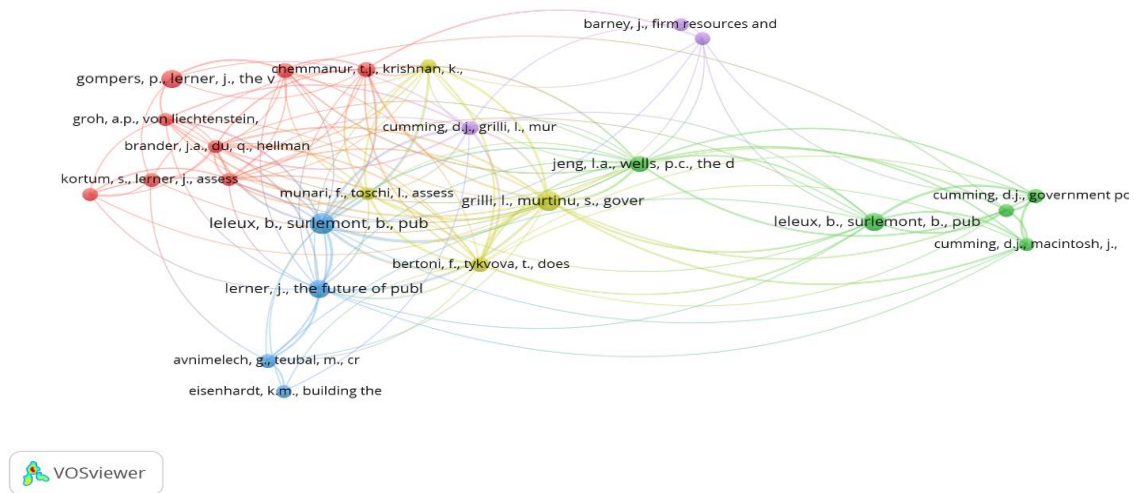 barney, j., firm resources and
chemmanur, t.j., krishnan, k.,
gompers, p., lerner, j., the v
groh, a.p., von liechtenstein,
cumming, d.j., grilli, l., mur
brander, j.a., du, q., hellman
jeng, l.a., wells, p.c., the d
kortum, s., lerner, j., assess
munari, f., toschi, l., assess
cumming, d.j., government po
grilli, l., murtinu, s., gover
leleux, b., surlemont, b., pub
leleux, b., surlemont, b., pub
cumming, d.j., macintosh, j.,
bertoni, f., tykvova, t., does
lerner, j., the future of publ
avnimelech, g., teubal, m., cr
eisenhardt, k.m., building the
VOSviewer